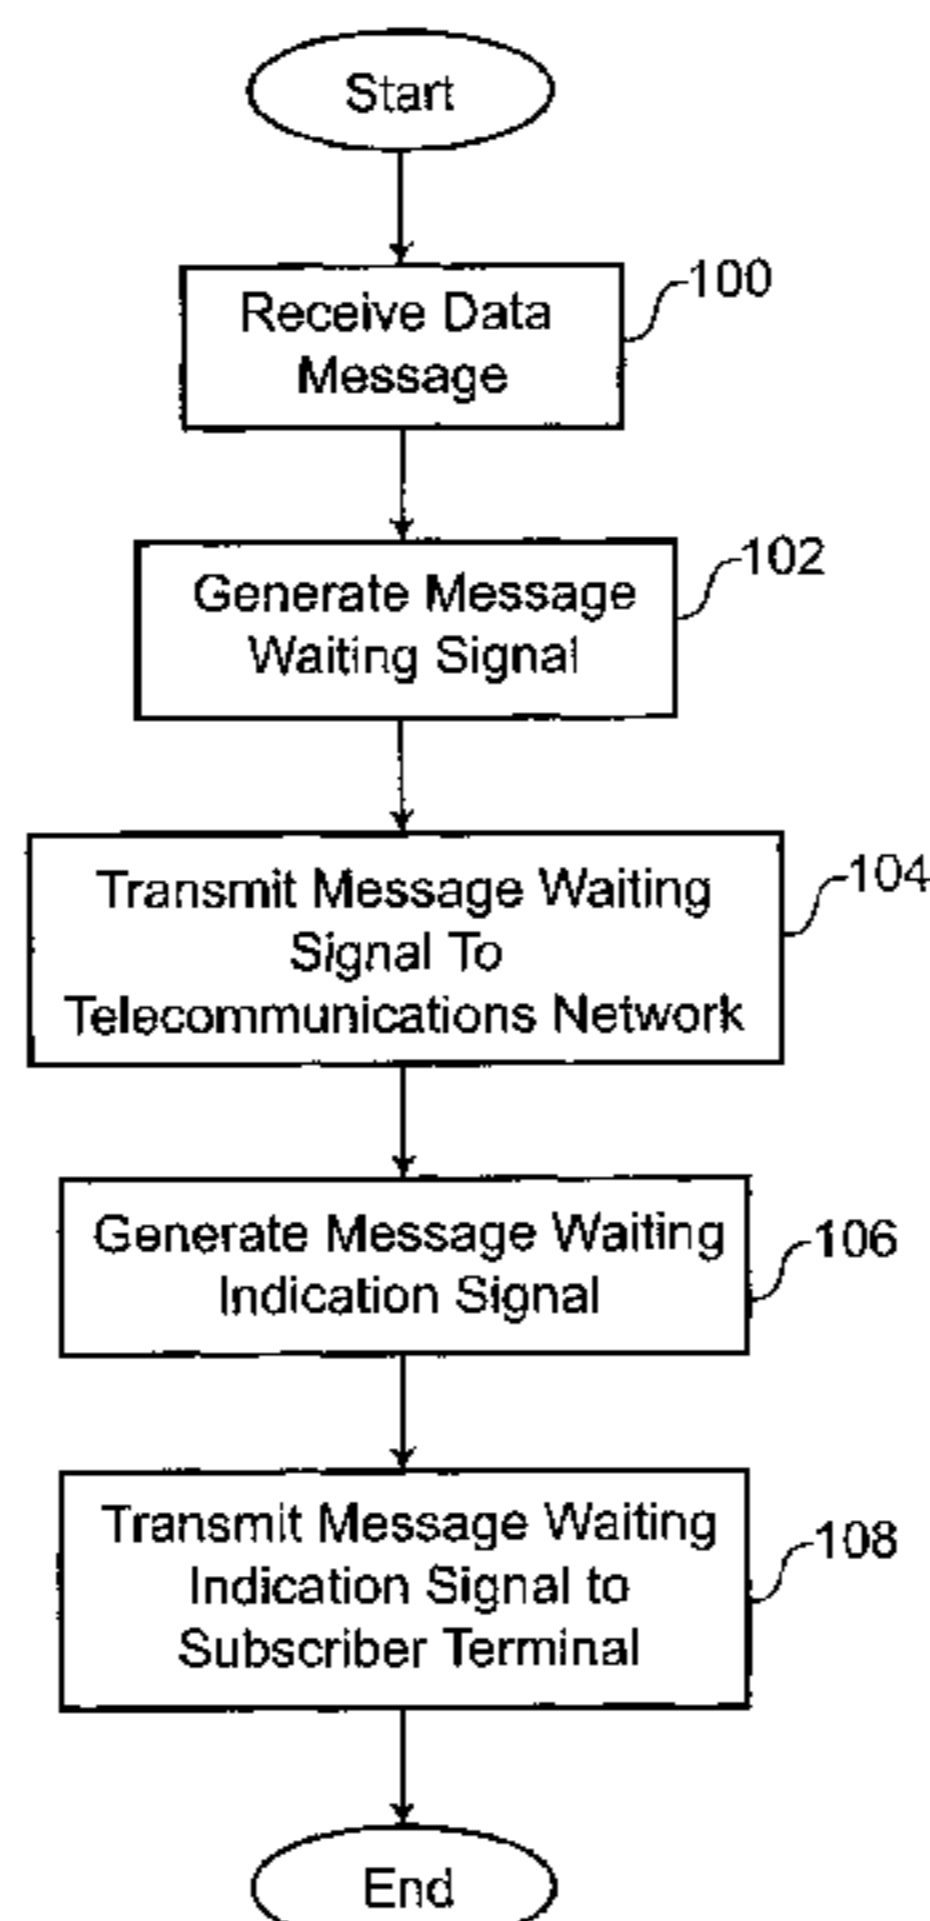 Start
100
Receive Data
Message
102
Generate Message
Waiting Signal
104
Transmit Message Waiting
Signal To
Telecommunications Network
106
Generate Message Waiting
Indication Signal
108
Transmit Message Waiting
Indication Signal to
Subscriber Terminal
End